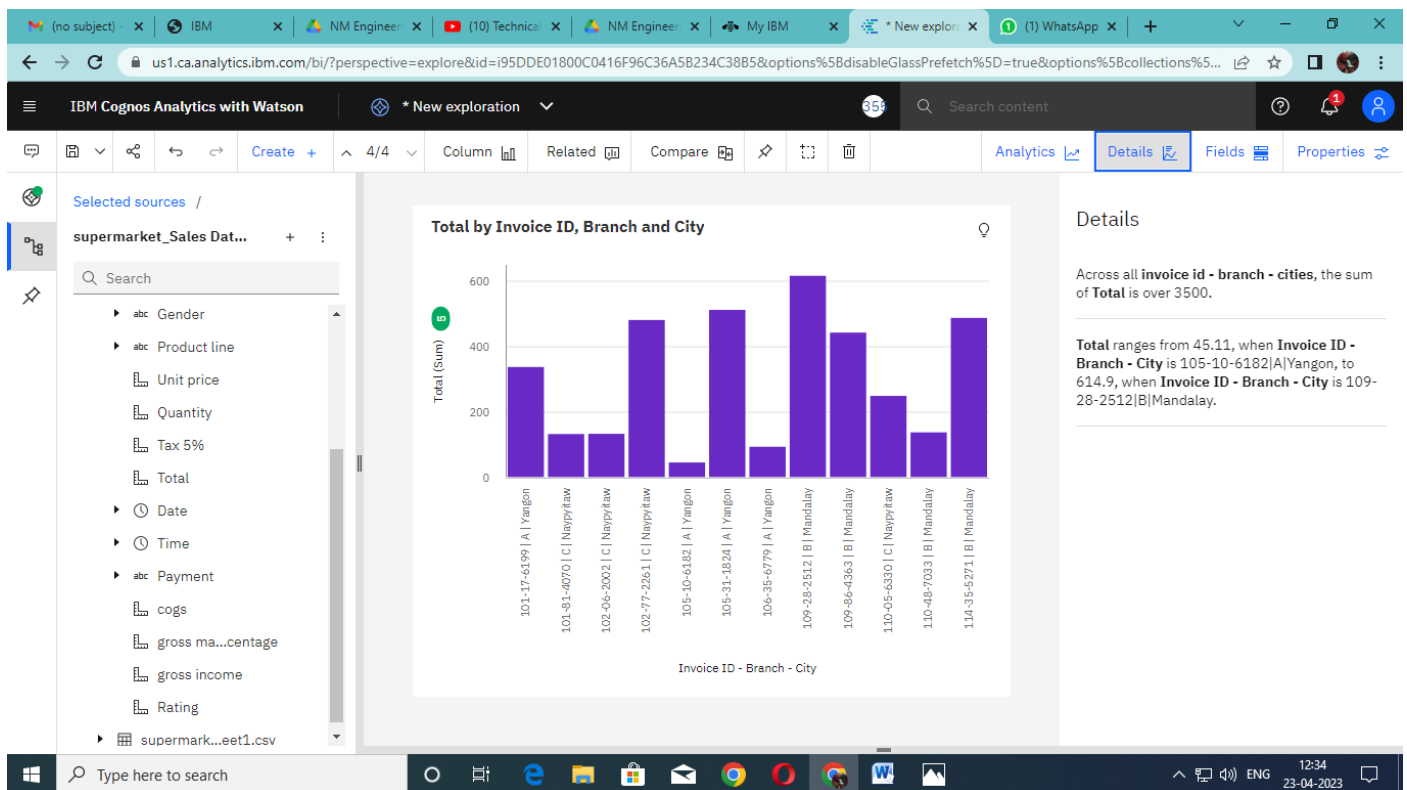 (no subject) -
IBM
NM Engineer
(10) Technica
NM Engineer
My IBM
* New explora
(1) WhatsApp
us1.ca.analytics.ibm.com/bi/?perspective=explore&id=i95DDE01800C0416F96C36A5B234C38B5&options%5BdisableGlassPrefetch%5D=true&options%5Bcollections%5...
IBM Cognos Analytics with Watson
* New exploration
Search content
1
Create +
4/4
Column
Related
Compare
Analytics
Details
Fields
Properties
Selected sources /
supermarket_Sales Dat...
Search
abc Gender
abc Product line
Unit price
Quantity
Tax 5%
Total
Date
Time
abc Payment
cogs
gross ma...centage
gross income
Rating
supermark...eet1.csv
Total by Invoice ID, Branch and City
600
400
200
0
Total (Sum)
5
101-17-6199 | A | Yangon
101-81-4070 | C | Naypyitaw
102-06-2002 | C | Naypyitaw
102-77-2261 | C | Naypyitaw
105-10-6182 | A | Yangon
105-31-1824 | A | Yangon
106-35-6779 | A | Yangon
109-28-2512 | B | Mandalay
109-86-4363 | B | Mandalay
110-05-6330 | C | Naypyitaw
110-48-7033 | B | Mandalay
114-35-5271 | B | Mandalay
Invoice ID - Branch - City
Details
Across all invoice id - branch - cities, the sum
of Total is over 3500.
Total ranges from 45.11, when Invoice ID -
Branch - City is 105-10-6182|A|Yangon, to
614.9, when Invoice ID - Branch - City is 109-
28-2512|B|Mandalay.
Type here to search
ENG
12:34
23-04-2023